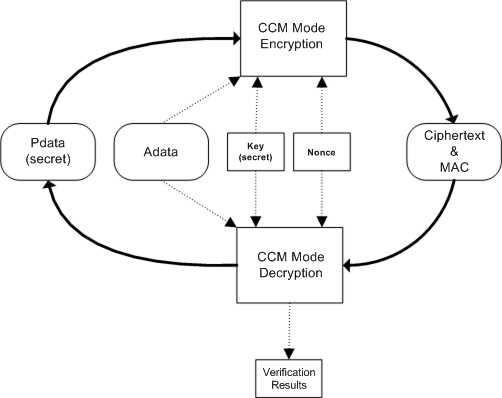 CCM Mode
Encryption
Pdata
(secret)
Adata
Key
(secret)
Nonce
Ciphertext
&
MAC
CCM Mode
Decryption
Verification
Results